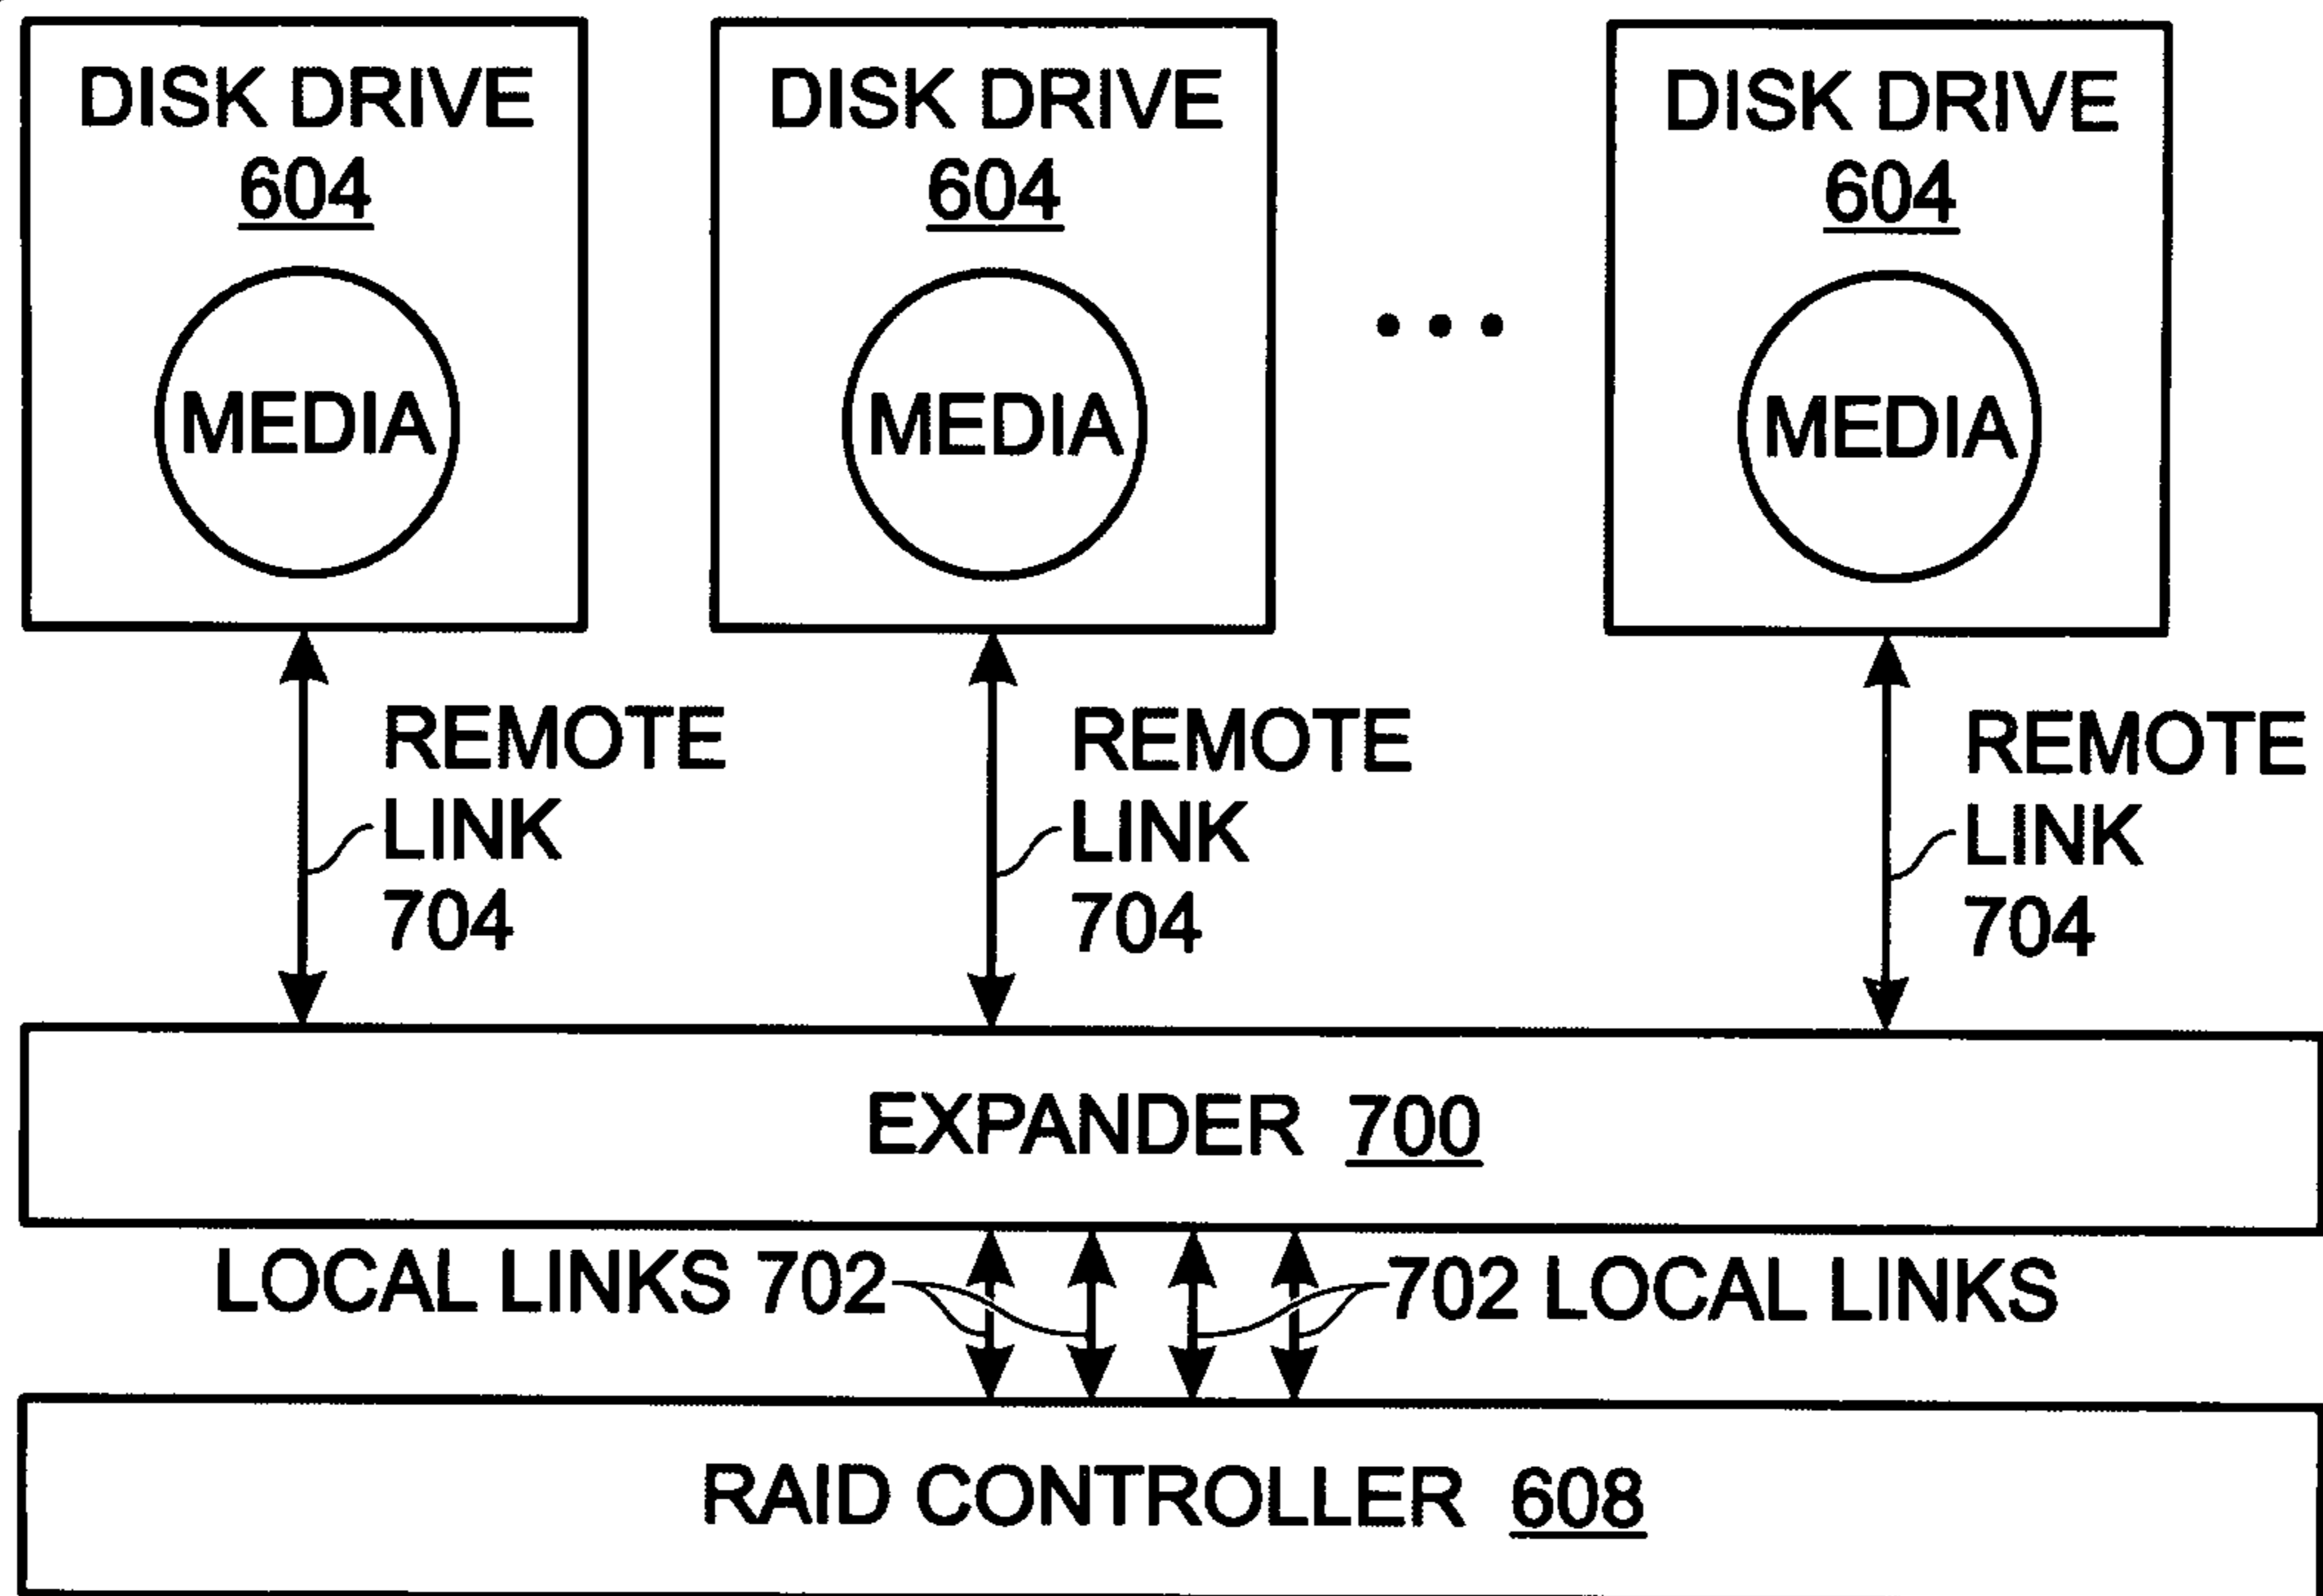 DISK DRIVE
604
MEDIA
DISK DRIVE
604
MEDIA
...
DISK DRIVE
604
MEDIA
REMOTE
LINK
704
REMOTE
LINK
704
REMOTE
LINK
704
EXPANDER 700
LOCAL LINKS 702
702 LOCAL LINKS
RAID CONTROLLER 608